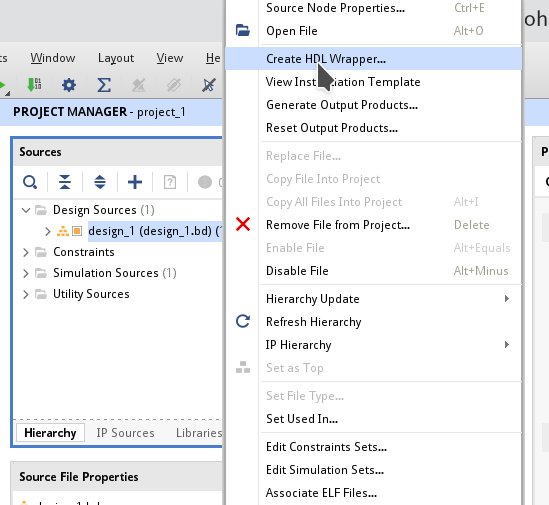 Source Node Properties... Ctrl+E
Open File Alt+O
Window Layout View He
Create HDL Wrapper...
View Ins ation Template
Generate Output Products...
PROJECT MANAGER - project_1
Reset Output Products...
Sources
Replace File...
Copy File Into Project
Copy All Files Into Project Alt+I
Design Sources (1)
Remove File from Project... Delete
design_1 (design_1.bd) (1
Enable File Alt+Equals
Constraints
Disable File Alt+Minus
Simulation Sources (1)
Utility Sources
Hierarchy Update
Refresh Hierarchy
IP Hierarchy
Set as Top
Set File Type...
Set Used In...
Hierarchy IP Sources Libraries
Edit Constraints Sets...
Source File Properties
Edit Simulation Sets...
Associate ELF Files...